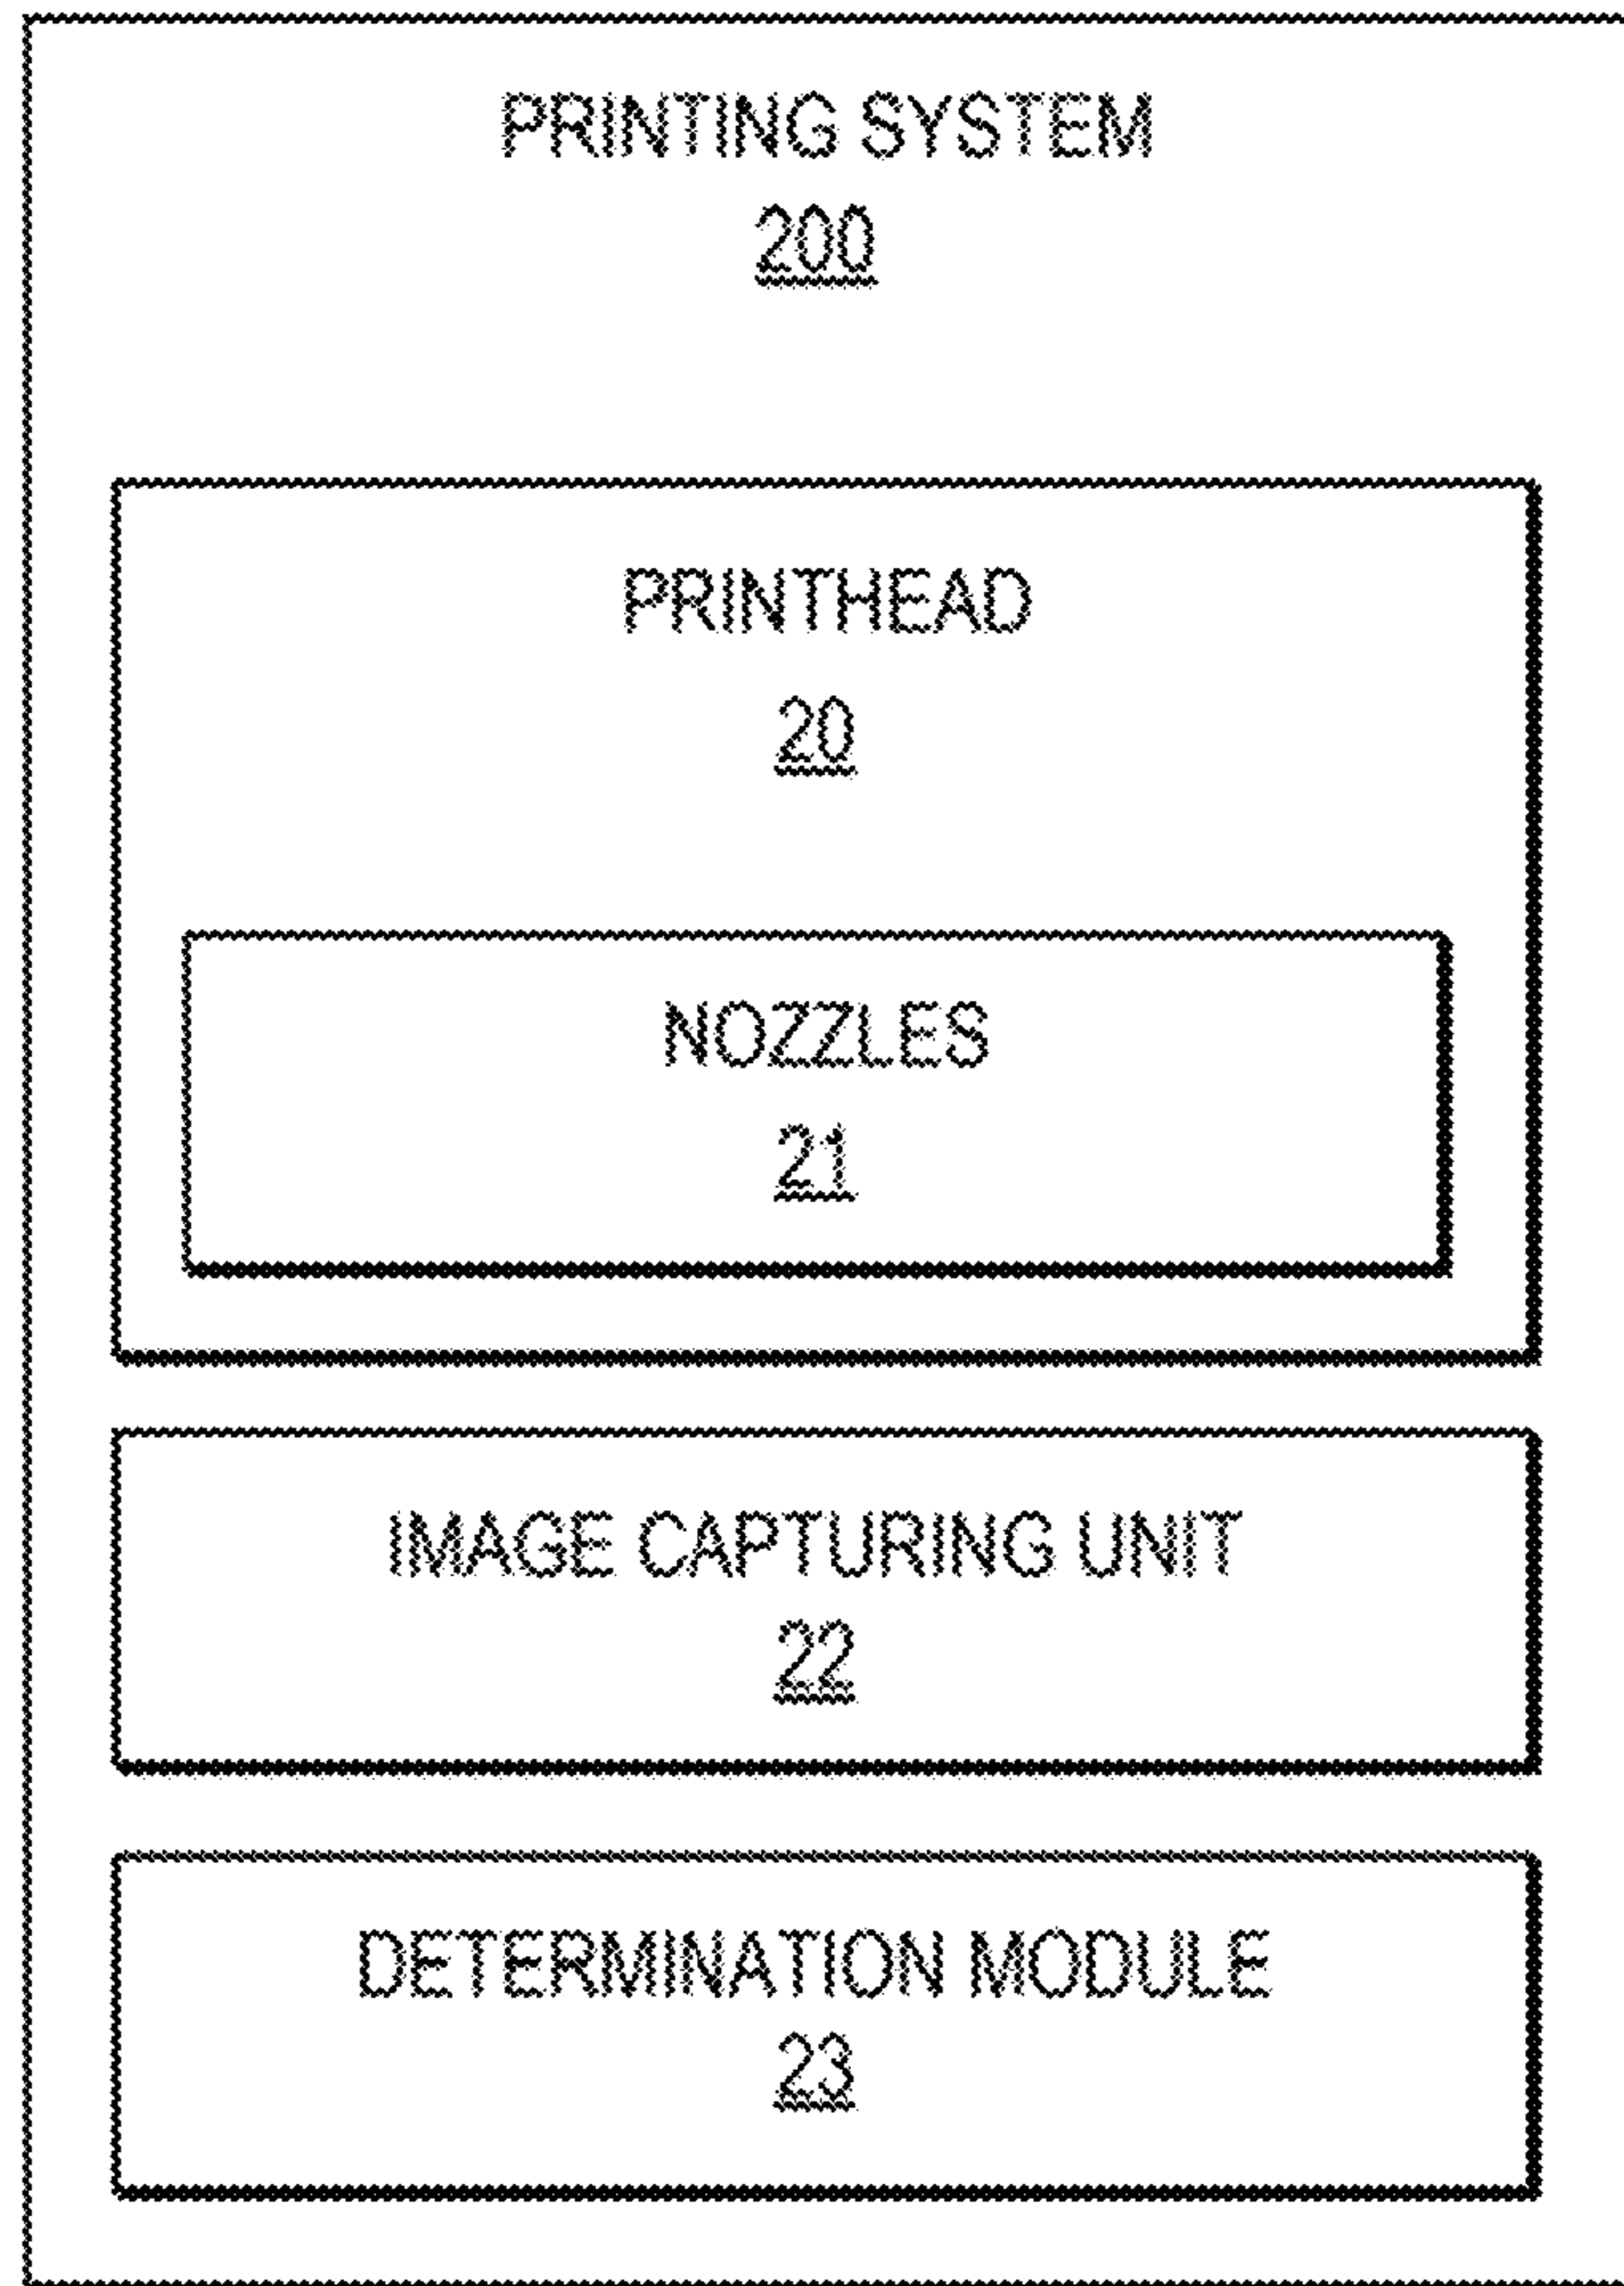 PRINTING SYSTEM
200
PRINTHEAD
20
NOZZLES
21
IMAGE CAPTURING UNIT
22
DETERMINATION MODULE
23